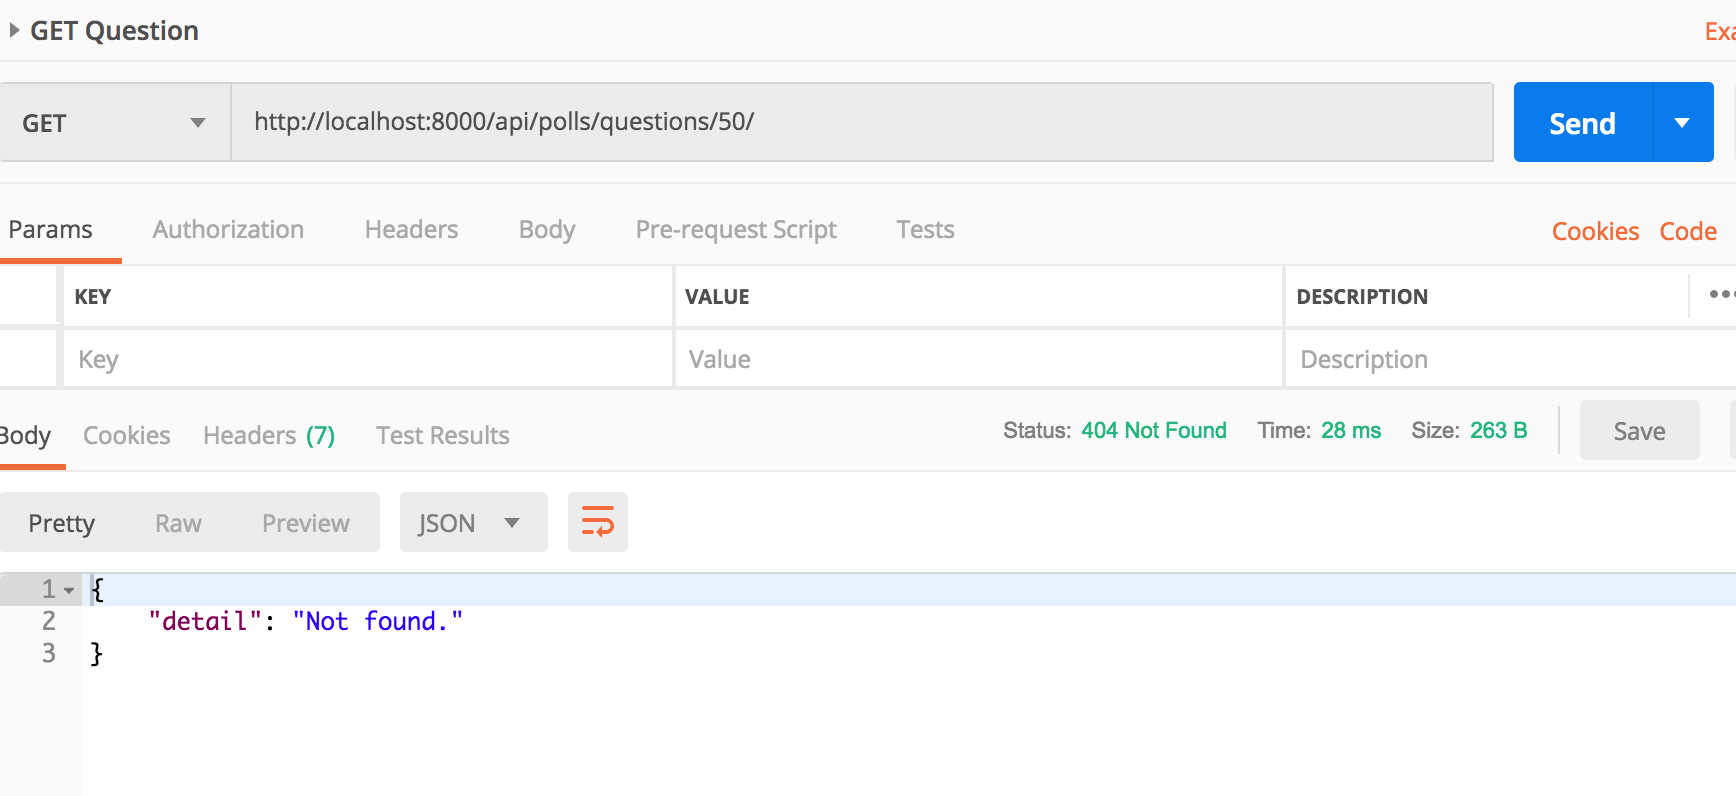 GET Question
GET http://localhost:8000/api/polls/questions/50/ Send
Params Authorization Headers Body Pre-request Script Tests Cookies Code
KEY VALUE DESCRIPTION
Key Value Description
Body Cookies Headers (7) Test Results Status: 404 Not Found Time: 28 ms Size: 263 B Save
Pretty Raw Preview JSON
1 {
2 "detail": "Not found."
3 }